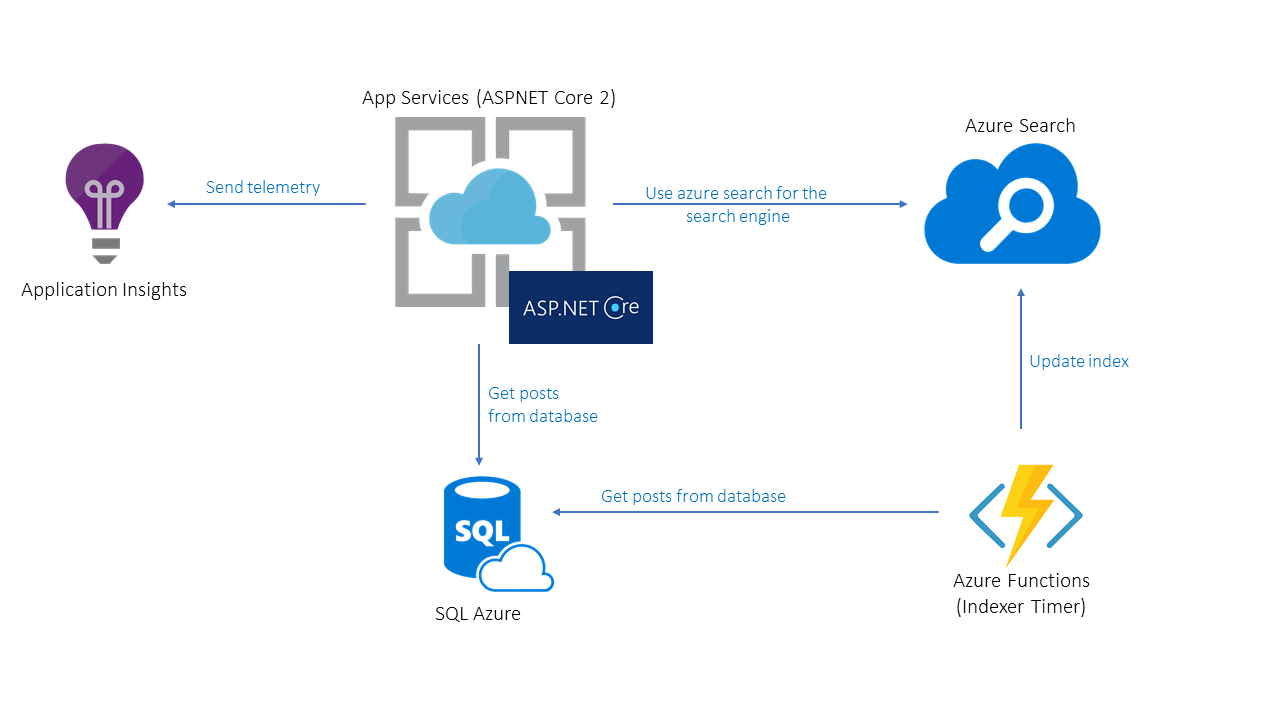 App Services (ASPNET Core 2)
Azure Search
Send telemetry
Use azure search for the
search engine
Application Insights
ASP.NET Core
Update index
Get posts
from database
Get posts from database
SQL
Azure Functions
(Indexer Timer)
SQL Azure